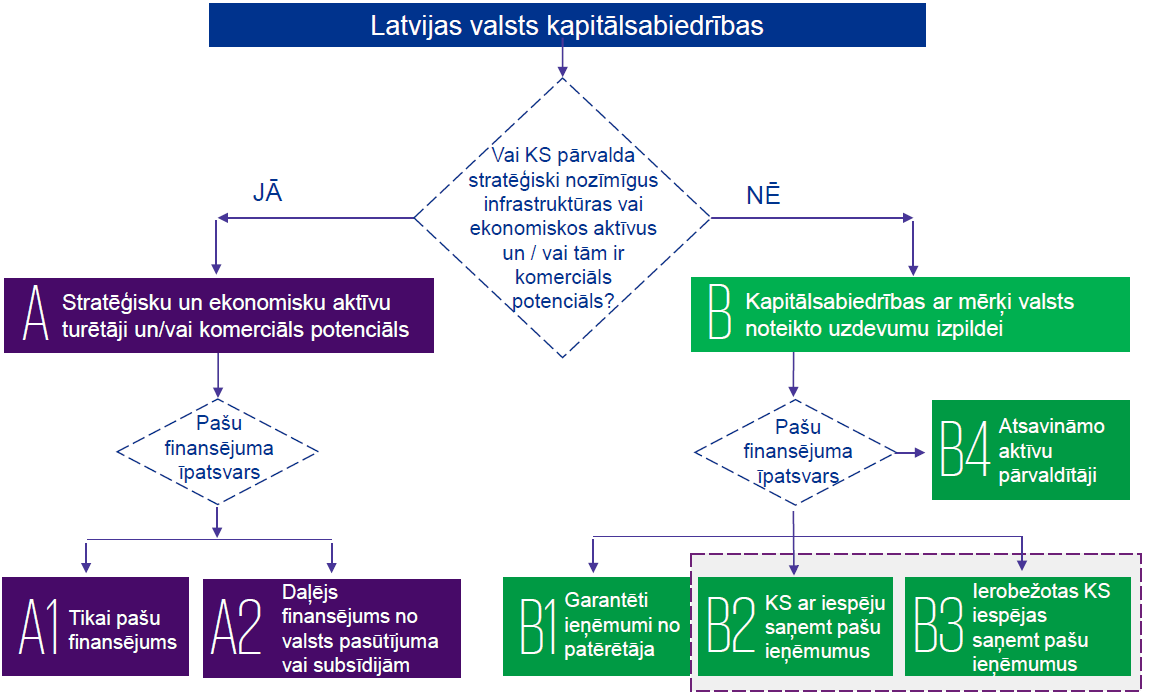 Latvijas valsts kapitālsabiedrības
Vai KS pārvalda
stratēģiski nozīmīgus
infrastruktūras vai
ekonomiskos aktīvus
un / vai tām ir
komerciāls
potenciāls?
JĀ
NĒ
A
Stratēģisku un ekonomisku aktīvu
turētāji un/vai komerciāls potenciāls
B
Kapitālsabiedrības ar mērķi valsts
noteikto uzdevumu izpildei
Pašu
finansējuma
īpatsvars
Pašu
finansējuma
īpatsvars
B4
Atsavināmo
aktīvu
pārvaldītāji
A1
Tikai pašu
finansējums
A2
Daļējs
finansējums no
valsts pasūtījuma
vai subsīdijām
B1
Garantēti
ieņēmumi no
patērētāja
B2
KS ar iespēju
saņemt pašu
ieņēmumus
B3
Ierobežotas KS
iespējas
saņemt pašu
ieņēmumus